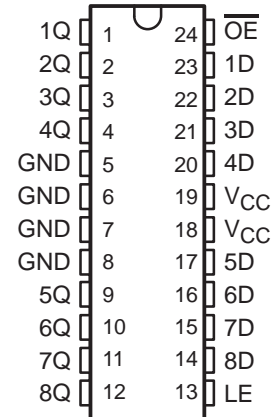 1Q 1 24 OE
2Q 2 23 1D
3Q 3 22 2D
4Q 4 21 3D
GND 5 20 4D
GND 6 19 VCC
GND 7 18 VCC
GND 8 17 5D
5Q 9 16 6D
6Q 10 15 7D
7Q 11 14 8D
8Q 12 13 LE